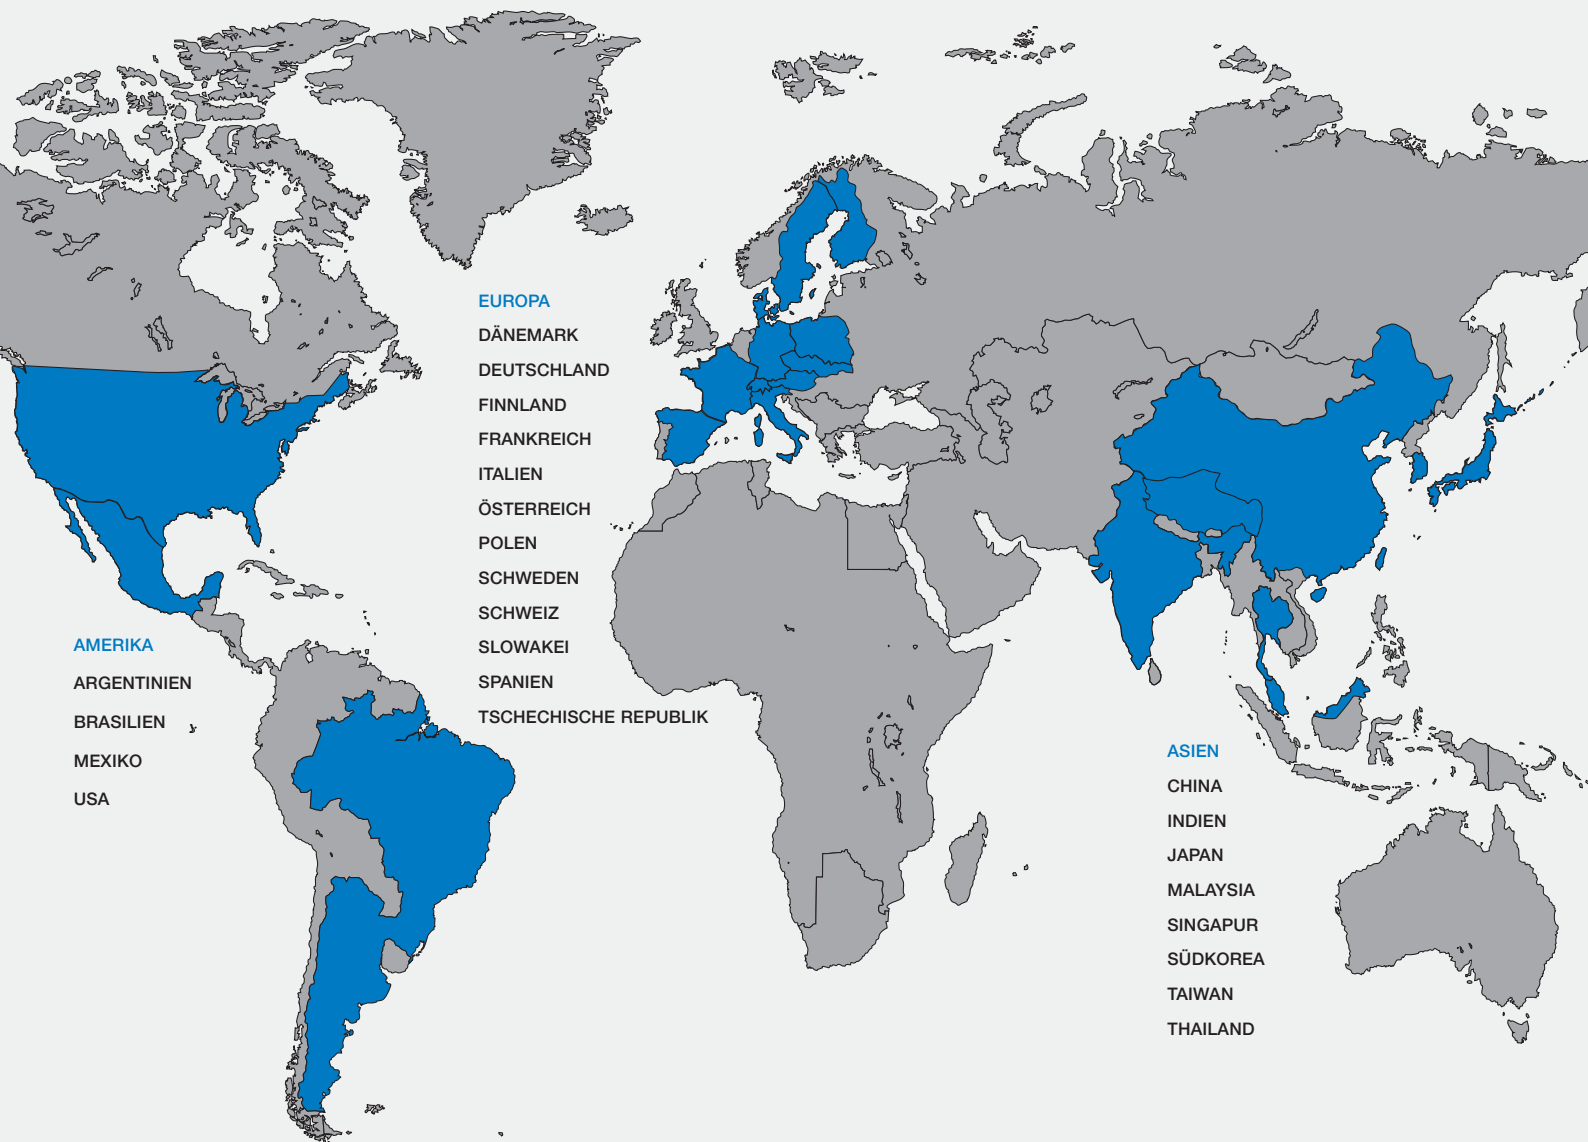 EUROPA
DÄNEMARK
DEUTSCHLAND
FINNLAND
FRANKREICH
ITALIEN
ÖSTERREICH
POLEN
SCHWEDEN
SCHWEIZ
SLOWAKEI
SPANIEN
TSCHECHISCHE REPUBLIK
AMERIKA
ARGENTINIEN
BRASILIEN
MEXIKO
USA
ASIEN
CHINA
INDIEN
JAPAN
MALAYSIA
SINGAPUR
SÜDKOREA
TAIWAN
THAILAND